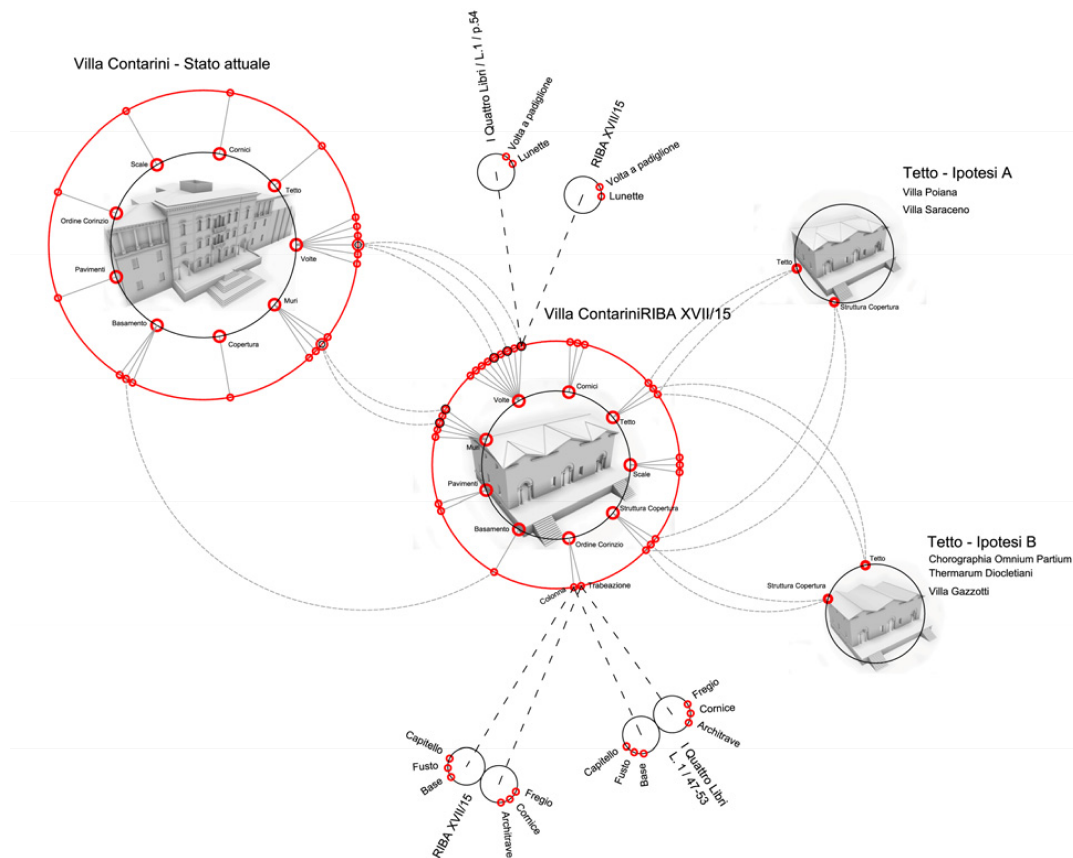 Villa Contarini - Stato attuale
Cornici
Scale
Tetto
Ordine Corinzio
Volte
Pavimenti
Muri
Basamento
Copertura
I Quattro Libri / L.1 / p.54
Volta a padiglione
Lunette
RIBA XVII/15
Volta a padiglione
Lunette
Tetto - Ipotesi A
Villa Poiana
Villa Saraceno
Tetto
Struttura Copertura
Villa ContariniRIBA XVII/15
Cornici
Volte
Tetto
Muri
Scale
Pavimenti
Struttura Copertura
Basamento
Ordine Corinzio
Colonna
Trabeazione
Tetto - Ipotesi B
Chorographia Omnium Partium
Thermarum Diocletiani
Villa Gazzotti
Tetto
Struttura Copertura
Capitello
Fusto
Base
RIBA XVII/15
Fregio
Cornice
Architrave
Capitello
Fusto
Base
I Quattro Libri
L. 1 / 47-53
Fregio
Cornice
Architrave